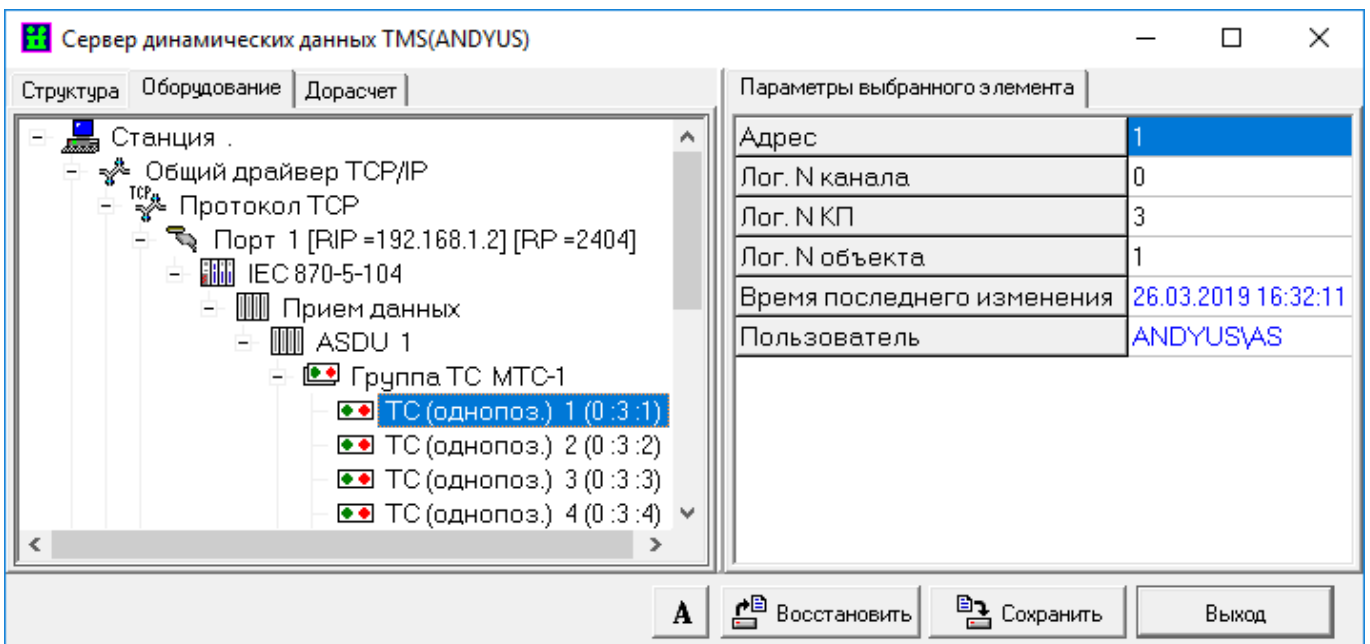 Сервер динамических данных TMS(ANDYUS)
Структура Оборудование Дорасчет
Станция .
Общий драйвер TCP/IP
TCP Протокол TCP
Порт 1 [RIP =192.168.1.2] [RP =2404]
IEC 870-5-104
Прием данных
ASDU 1
Группа ТС МТС-1
ТС (однопоз.) 1 (0 :3 :1)
ТС (однопоз.) 2 (0 :3 :2)
ТС (однопоз.) 3 (0 :3 :3)
ТС (однопоз.) 4 (0 :3 :4)
Параметры выбранного элемента
Адрес 1
Лог. N канала 0
Лог. N КП 3
Лог. N объекта 1
Время последнего изменения 26.03.2019 16:32:11
Пользователь ANDYUS\AS
A Восстановить Сохранить Выход